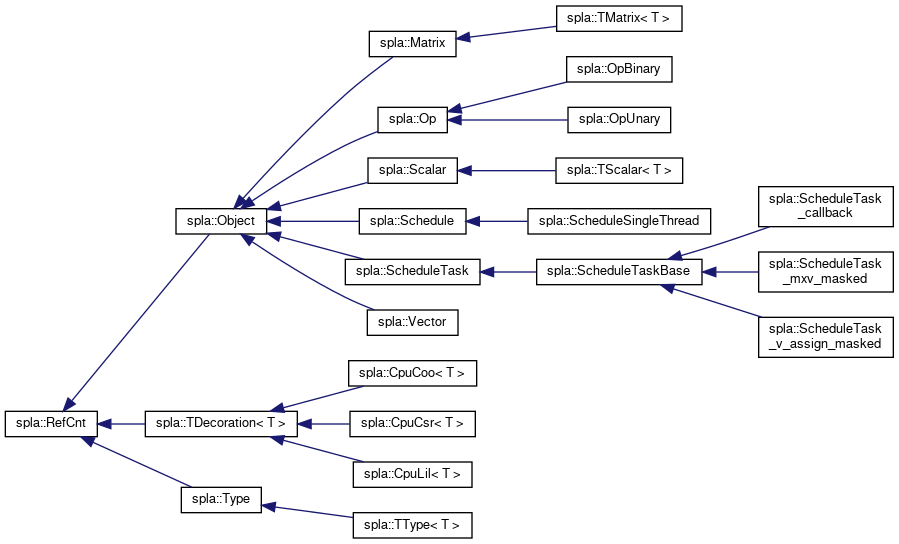 spla::TMatrix< T >
spla::Matrix
spla::OpBinary
spla::Op
spla::OpUnary
spla::Scalar
spla::TScalar< T >
spla::ScheduleTask
_callback
spla::Object
spla::Schedule
spla::ScheduleSingleThread
spla::ScheduleTask
spla::ScheduleTaskBase
spla::ScheduleTask
_mxv_masked
spla::Vector
spla::ScheduleTask
_v_assign_masked
spla::CpuCoo< T >
spla::RefCnt
spla::TDecoration< T >
spla::CpuCsr< T >
spla::CpuLil< T >
spla::Type
spla::TType< T >